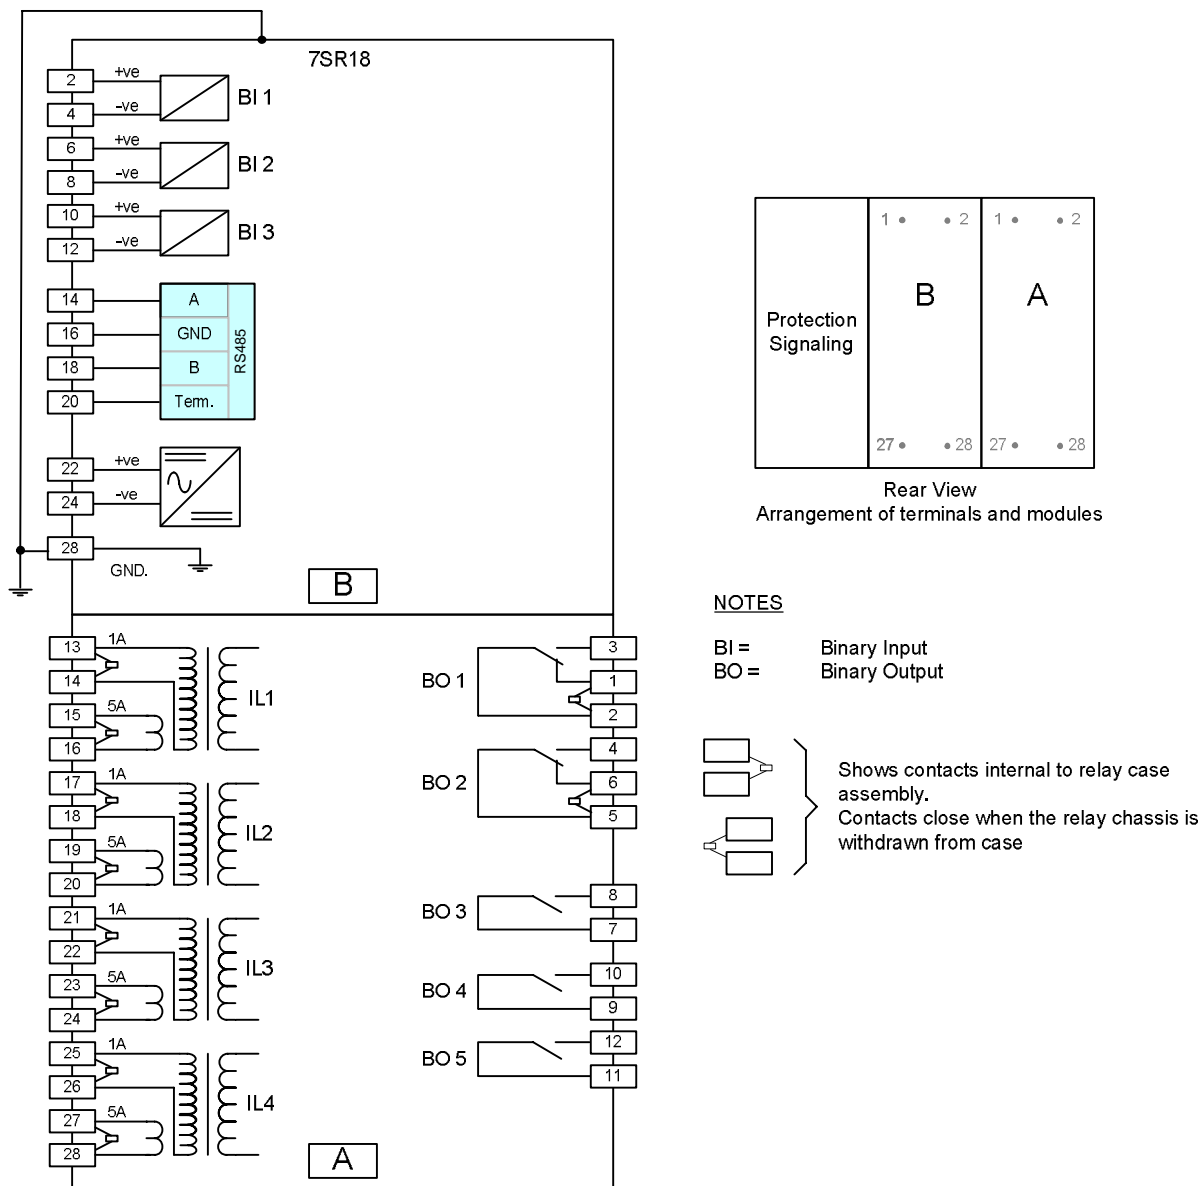 7SR18
2 +ve
4 -ve
BI 1
6 +ve
8 -ve
BI 2
10 +ve
12 -ve
BI 3
14 A
16 GND
18 B
20 Term.
RS485
22 +ve
24 -ve
28
GND.
B
13 1A
14
15 5A
16
IL1
17 1A
18
19 5A
20
IL2
21 1A
22
23 5A
24
IL3
25 1A
26
27 5A
28
IL4
A
BO 1
3
1
2
BO 2
4
6
5
BO 3
8
7
BO 4
10
9
BO 5
12
11
Protection
Signaling
1 2
B
27 28
1 2
A
27 28
Rear View
Arrangement of terminals and modules
NOTES
BI = Binary Input
BO = Binary Output
Shows contacts internal to relay case
assembly.
Contacts close when the relay chassis is
withdrawn from case